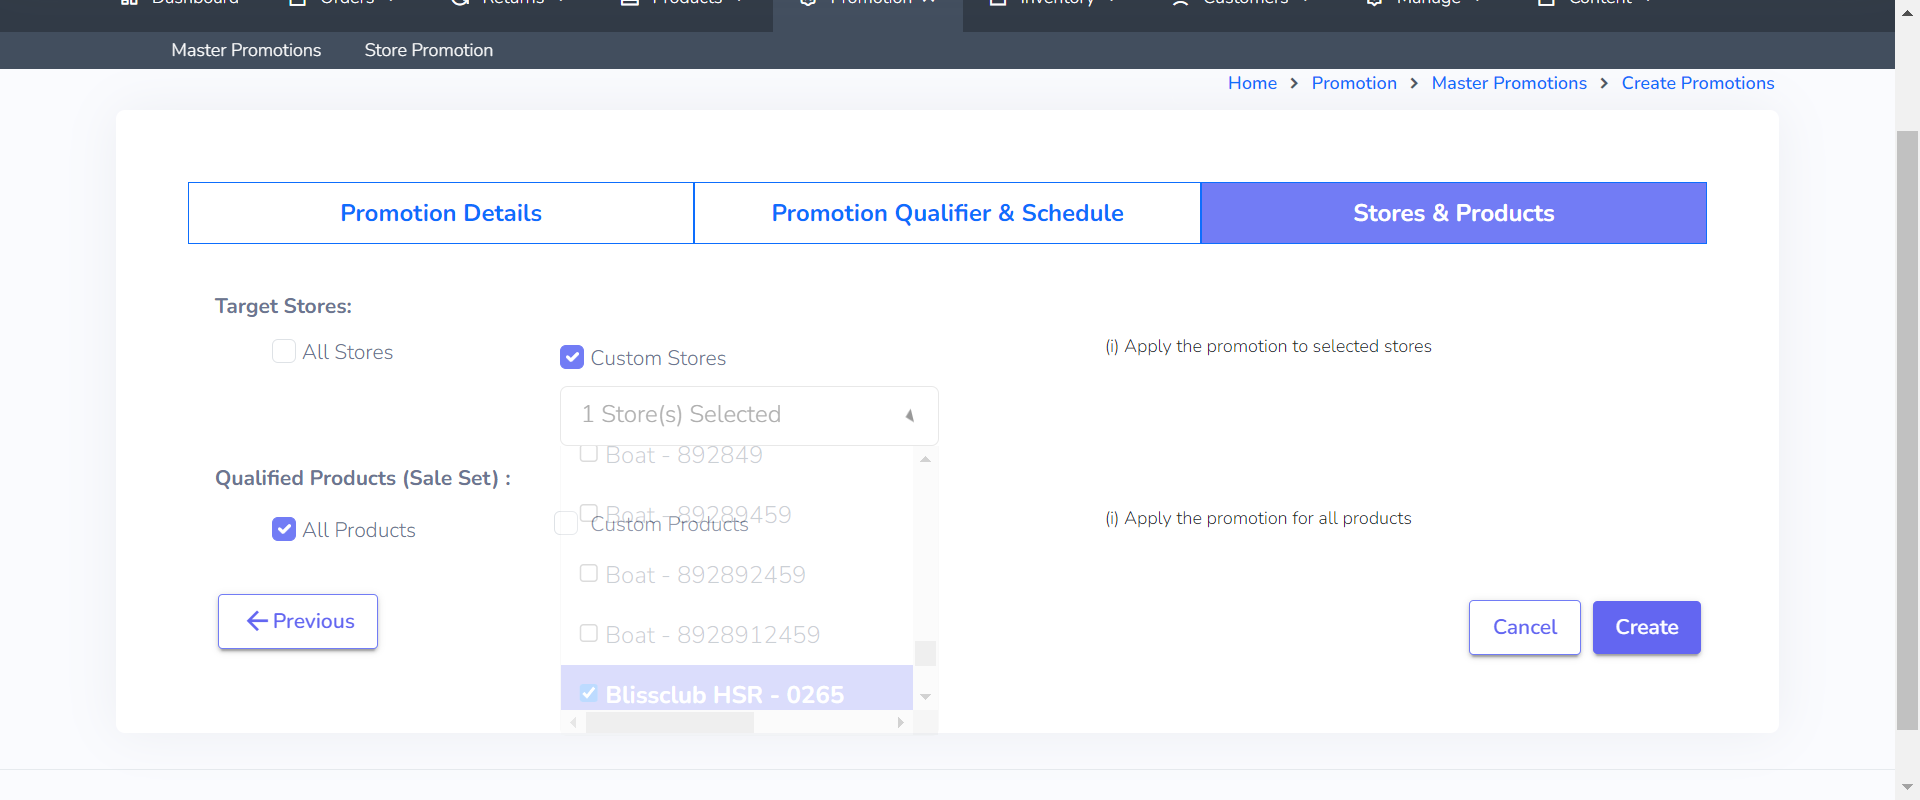 Dashboard Orders Returns Products Promotion Inventory Customers Manage Content
Master Promotions Store Promotion
Home > Promotion > Master Promotions > Create Promotions
Promotion Details Promotion Qualifier & Schedule Stores & Products
Target Stores:
All Stores Custom Stores (i) Apply the promotion to selected stores
1 Store(s) Selected
Boat - 892849
Qualified Products (Sale Set) :
Boat - 89289459
All Products Custom Products (i) Apply the promotion for all products
Boat - 892892459
Previous Boat - 8928912459 Cancel Create
Blissclub HSR - 0265